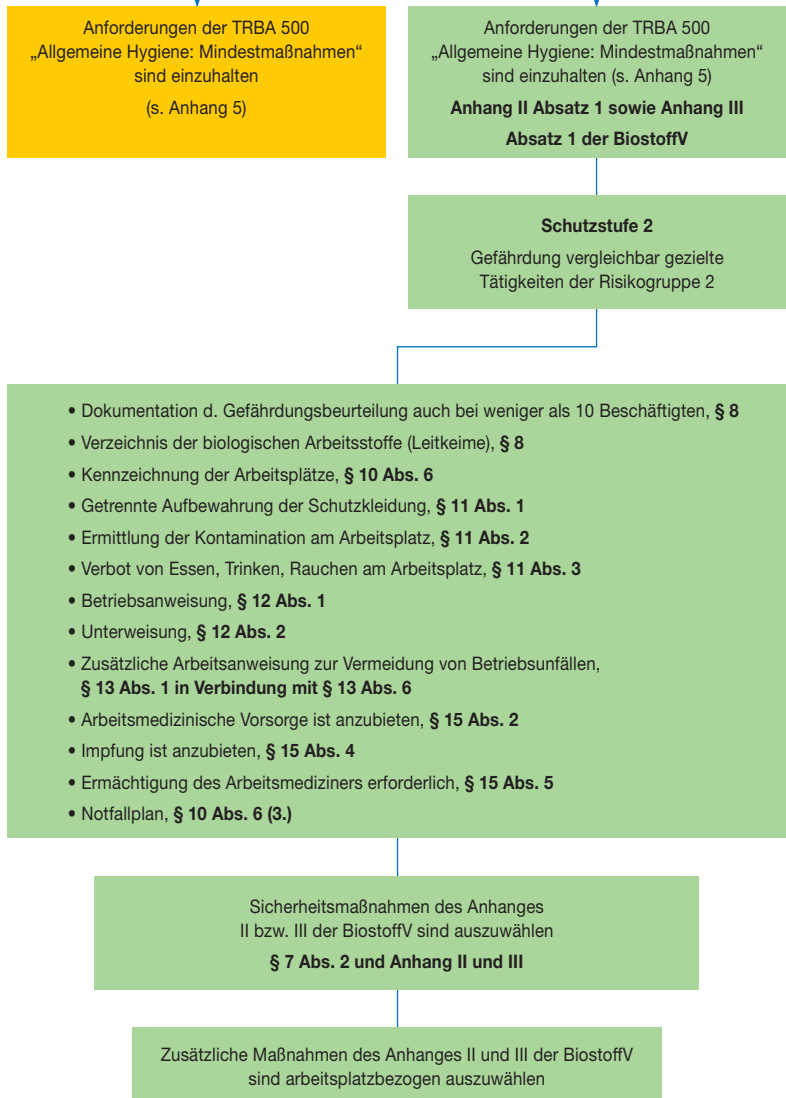 Anforderungen der TRBA 500
„Allgemeine Hygiene: Mindestmaßnahmen“
sind einzuhalten
(s. Anhang 5)
Anforderungen der TRBA 500
„Allgemeine Hygiene: Mindestmaßnahmen“
sind einzuhalten (s. Anhang 5)
Anhang II Absatz 1 sowie Anhang III
Absatz 1 der BiostoffV
Schutzstufe 2
Gefährdung vergleichbar gezielte
Tätigkeiten der Risikogruppe 2
• Dokumentation d. Gefährdungsbeurteilung auch bei weniger als 10 Beschäftigten, § 8
• Verzeichnis der biologischen Arbeitsstoffe (Leitkeime), § 8
• Kennzeichnung der Arbeitsplätze, § 10 Abs. 6
• Getrennte Aufbewahrung der Schutzkleidung, § 11 Abs. 1
• Ermittlung der Kontamination am Arbeitsplatz, § 11 Abs. 2
• Verbot von Essen, Trinken, Rauchen am Arbeitsplatz, § 11 Abs. 3
• Betriebsanweisung, § 12 Abs. 1
• Unterweisung, § 12 Abs. 2
• Zusätzliche Arbeitsanweisung zur Vermeidung von Betriebsunfällen,
§ 13 Abs. 1 in Verbindung mit § 13 Abs. 6
• Arbeitsmedizinische Vorsorge ist anzubieten, § 15 Abs. 2
• Impfung ist anzubieten, § 15 Abs. 4
• Ermächtigung des Arbeitsmediziners erforderlich, § 15 Abs. 5
• Notfallplan, § 10 Abs. 6 (3.)
Sicherheitsmaßnahmen des Anhanges
II bzw. III der BiostoffV sind auszuwählen
§ 7 Abs. 2 und Anhang II und III
Zusätzliche Maßnahmen des Anhanges II und III der BiostoffV
sind arbeitsplatzbezogen auszuwählen